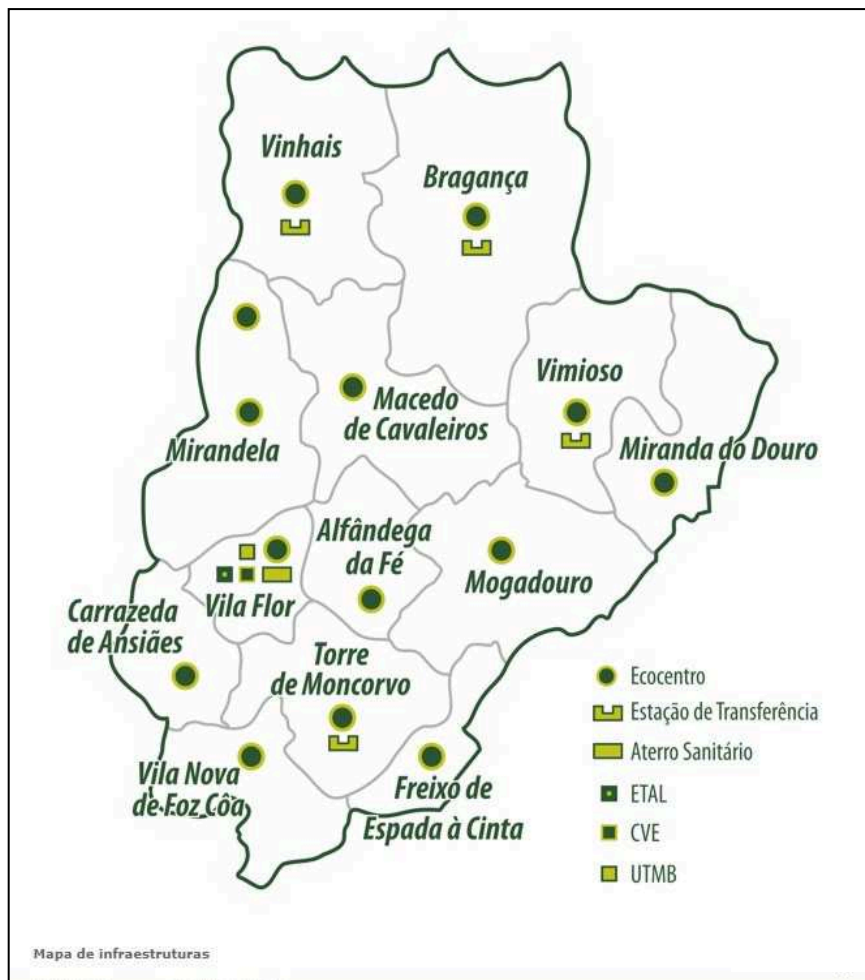 Vinhais
Bragança
Vimioso
Macedo
de Cavaleiros
Mirandela
Miranda do Douro
Alfândega
da Fé
Mogadouro
Vila Flor
Carrazeda
de Ansiães
Torre
de Moncorvo
Vila Nova
de Foz Côa
Freixo de
Espada à Cinta
Ecocentro
Estação de Transferência
Aterro Sanitário
ETAL
CVE
UTMB
Mapa de infraestruturas